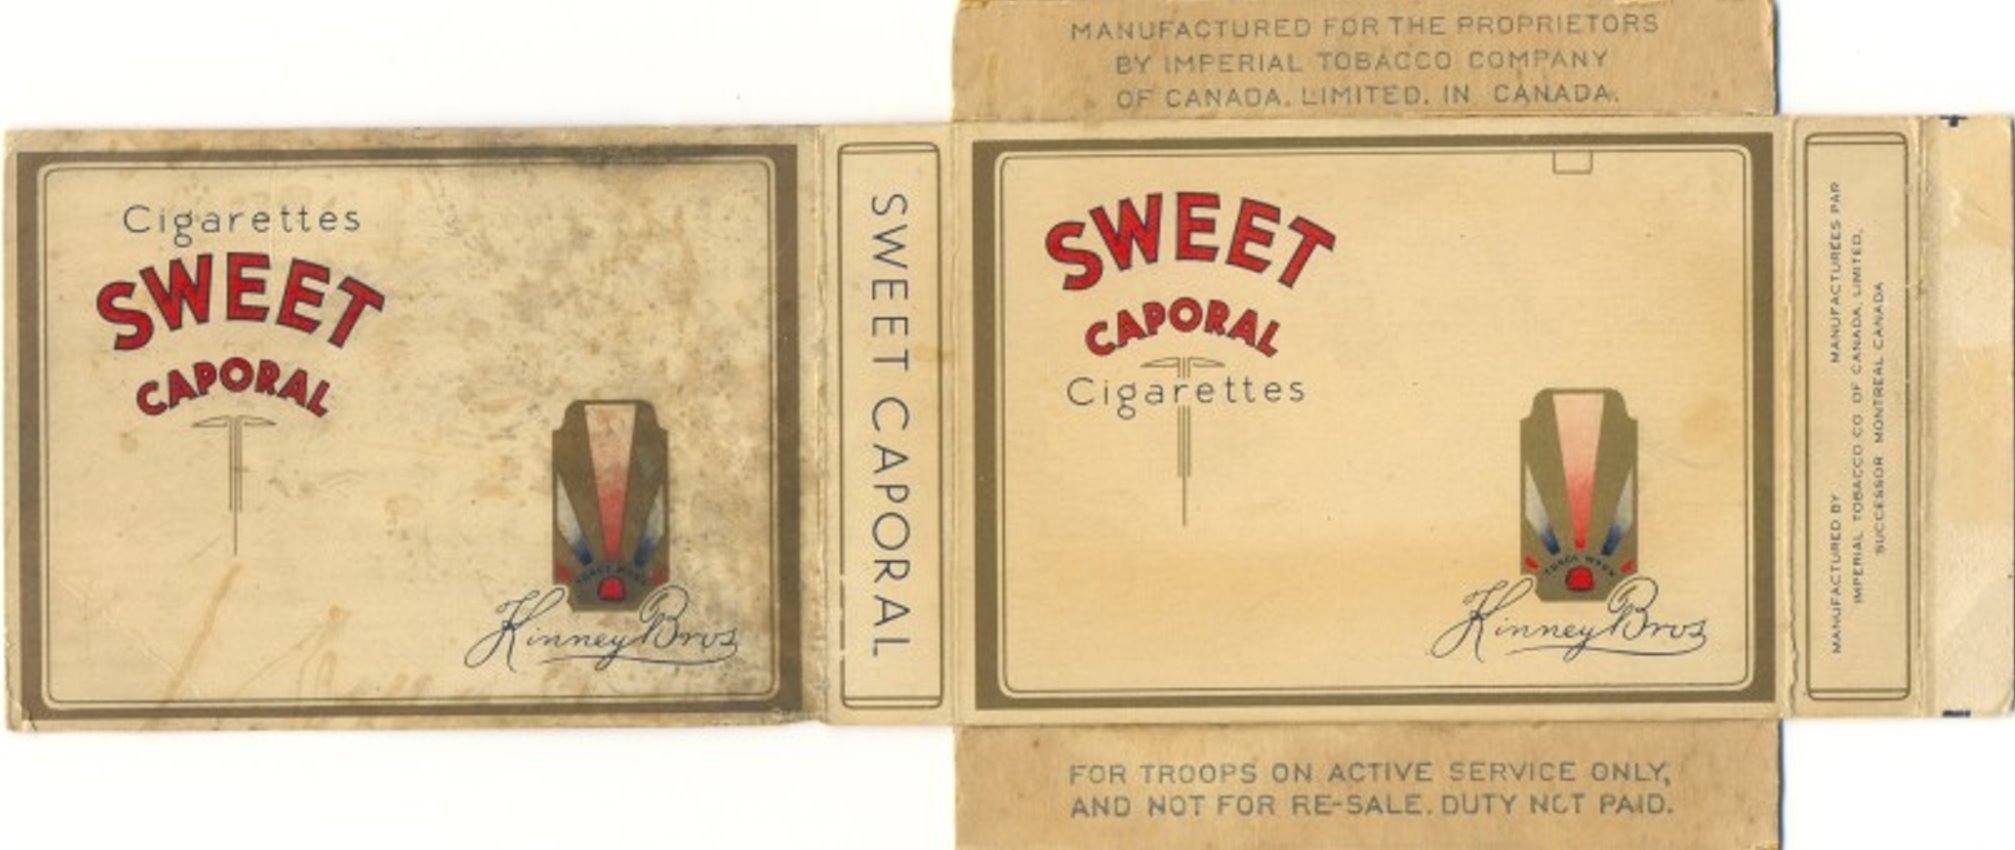 MANUFACTURED FOR THE PROPRIETORS
BY IMPERIAL TOBACCO COMPANY
OF CANADA, LIMITED, IN CANADA.
Cigarettes
SWEET
CAPORAL
Kinney Bros
SWEET CAPORAL
SWEET
CAPORAL
Cigarettes
Kinney Bros
MANUFACTURED BY MANUFACTURÉES PAR
IMPERIAL TOBACCO CO OF CANADA, LIMITED,
SUCCESSOR MONTREAL CANADA
FOR TROOPS ON ACTIVE SERVICE ONLY,
AND NOT FOR RE-SALE. DUTY NOT PAID.